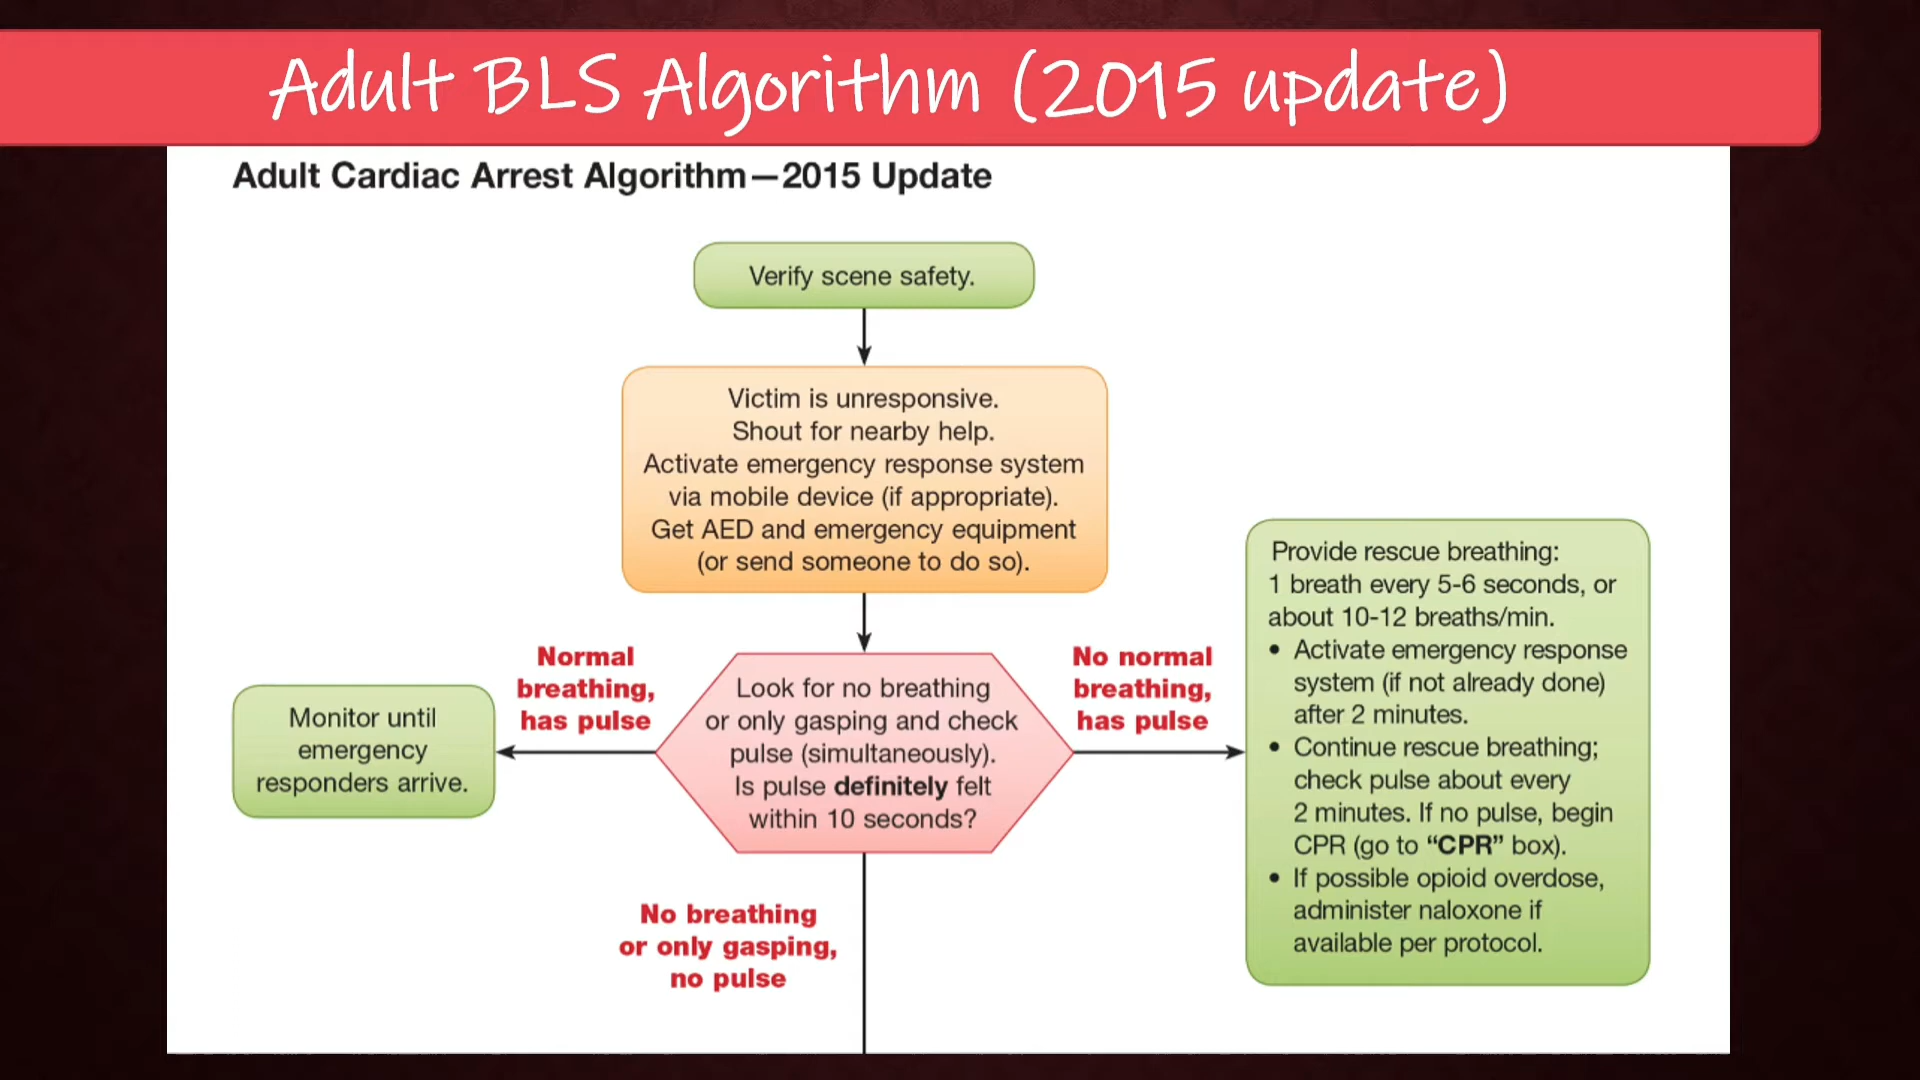 Adult BLS Algorithm (2015 update)
Adult Cardiac Arrest Algorithm—2015 Update
Verify scene safety.
Victim is unresponsive.
Shout for nearby help.
Activate emergency response system
via mobile device (if appropriate).
Get AED and emergency equipment
(or send someone to do so).
Normal
breathing,
has pulse
Monitor until
emergency
responders arrive.
Look for no breathing
or only gasping and check
pulse (simultaneously).
Is pulse definitely felt
within 10 seconds?
No normal
breathing,
has pulse
Provide rescue breathing:
1 breath every 5-6 seconds, or
about 10-12 breaths/min.
• Activate emergency response
system (if not already done)
after 2 minutes.
• Continue rescue breathing;
check pulse about every
2 minutes. If no pulse, begin
CPR (go to “CPR” box).
• If possible opioid overdose,
administer naloxone if
available per protocol.
No breathing
or only gasping,
no pulse